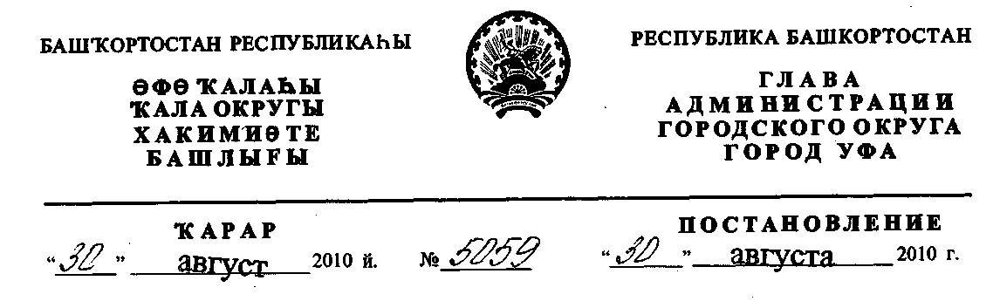 БАШҠОРТОСТАН РЕСПУБЛИКАҺЫ
ӨФӨ ҠАЛАҺЫ
ҠАЛА ОКРУГЫ
ХАКИМИӘТЕ
БАШЛЫҒЫ
РЕСПУБЛИКА БАШКОРТОСТАН
ГЛАВА
АДМИНИСТРАЦИИ
ГОРОДСКОГО ОКРУГА
ГОРОД УФА
ҠАРАР
ПОСТАНОВЛЕНИЕ
“30” август 2010 й. № 5059 “30” августа 2010 г.